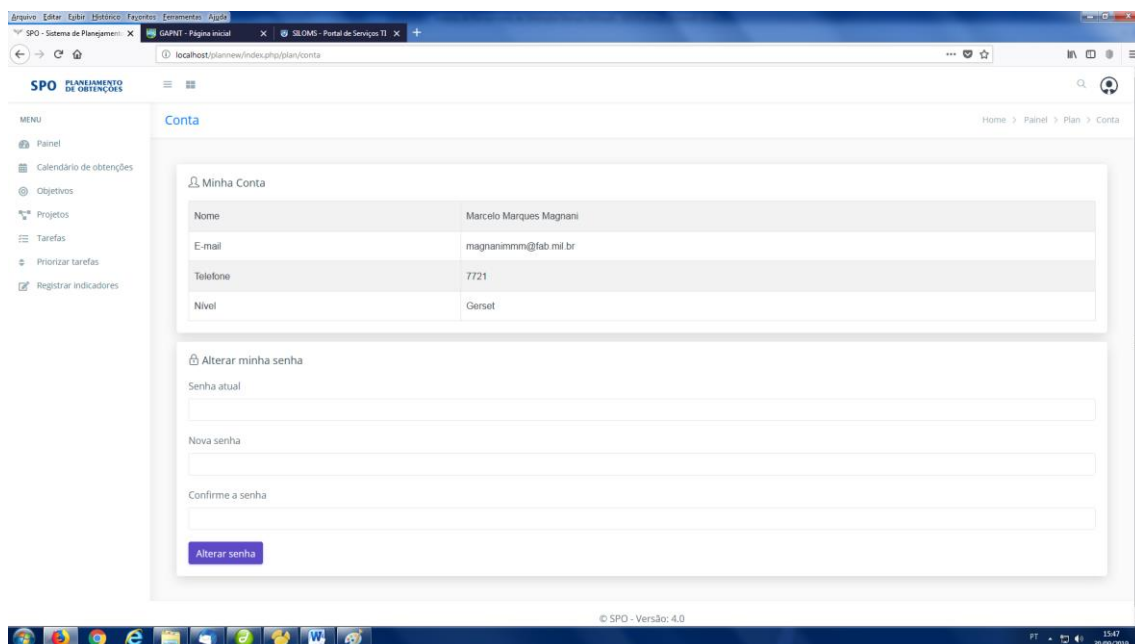 Arquivo Editar Exibir Histórico Favoritos Ferramentas Ajuda
SPO - Sistema de Planejament
GAPNT - Página inicial
SILOMS - Portal de Serviços TI
localhost/plannew/index.php/plan/conta
SPO PLANEJAMENTO DE OBTENÇÕES
MENU
Painel
Calendário de obtenções
Objetivos
Projetos
Tarefas
Priorizar tarefas
Registrar indicadores
Conta
Home > Painel > Plan > Conta
Minha Conta
Nome Marcelo Marques Magnani
E-mail magnanimmm@fab.mil.br
Telefone 7721
Nível Gerset
Alterar minha senha
Senha atual
Nova senha
Confirme a senha
Alterar senha
© SPO - Versão: 4.0
PT 15:47